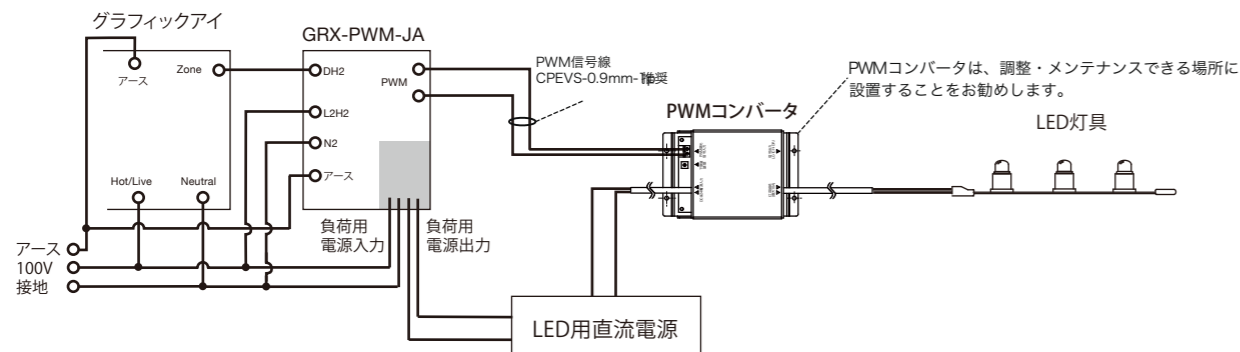 グラフィックアイ
アース
Zone
Hot/Live
Neutral
GRX-PWM-JA
DH2
PWM
L2H2
N2
アース
負荷用
電源入力
負荷用
電源出力
アース
100V
接地
PWM信号線
CPEVS-0.9mm-1p推奨
PWMコンバータ
PWMコンバータは、調整・メンテナンスできる場所に
設置することをお勧めします。
LED灯具
LED用直流電源